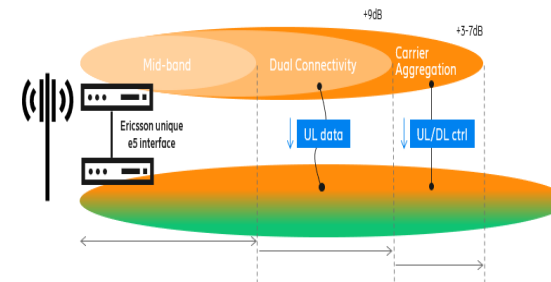 +9dB
+3-7dB
Mid-band
Dual Connectivity
Carrier
Aggregation
Ericsson unique
e5 interface
UL data
UL/DL ctrl